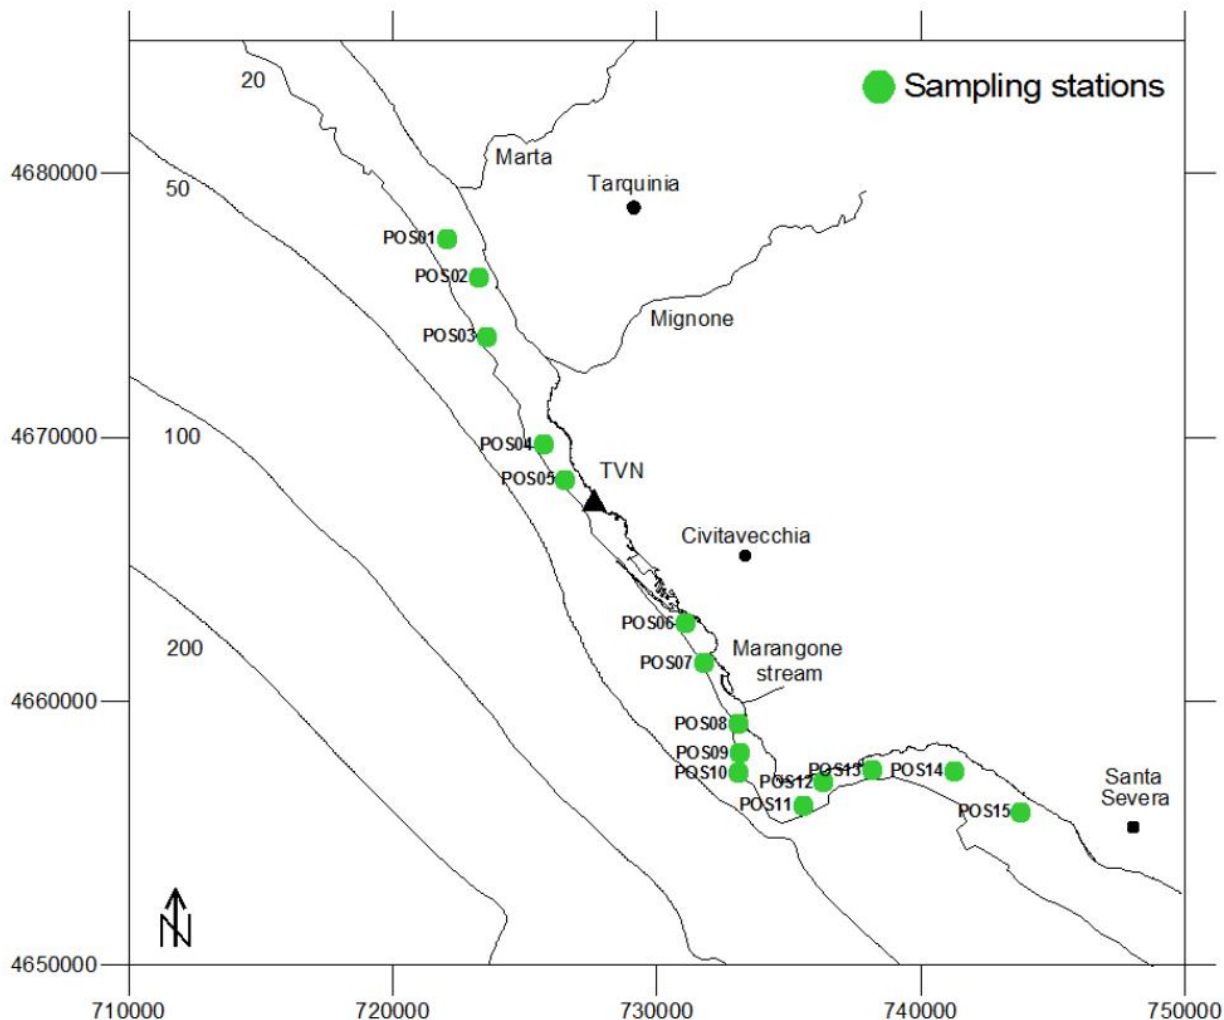 20
Sampling stations
Marta
4680000
50
Tarquinia
POS01
POS02
Mignone
POS03
4670000
100
POS04
TVN
POS05
Civitavecchia
POS06
200
Marangone
stream
POS07
4660000
POS08
POS09
POS10
POS13
POS14
POS12
Santa
Severa
POS11
POS15
N
4650000
710000
720000
730000
740000
750000